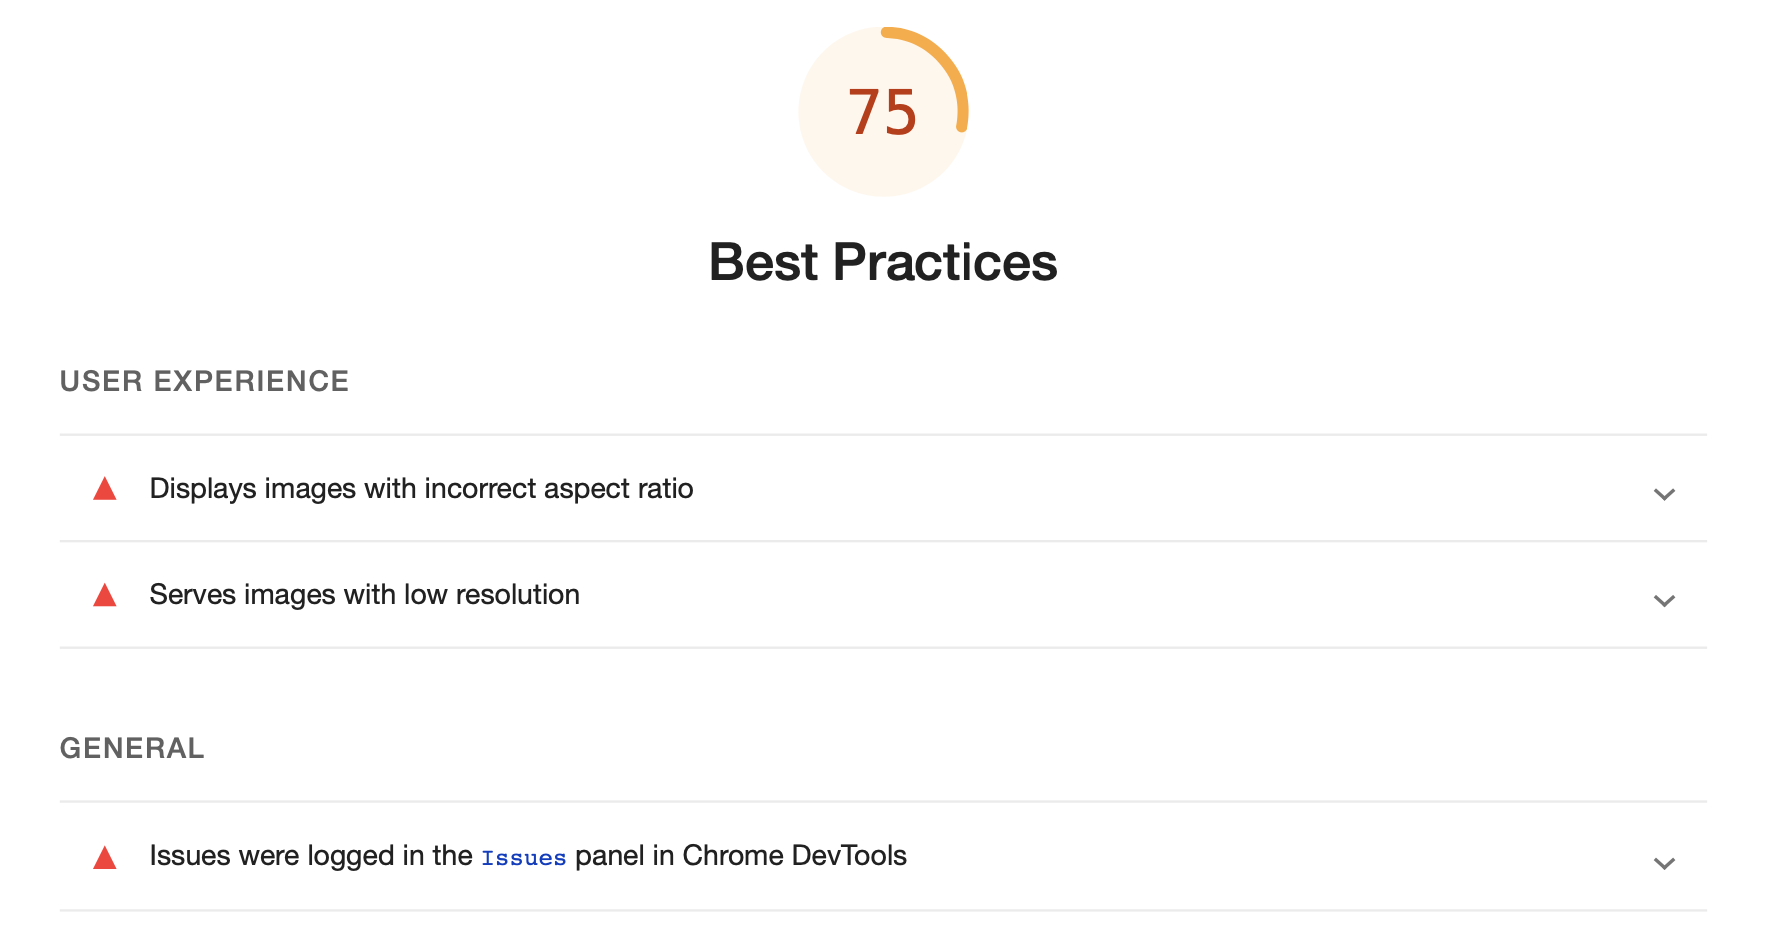 75
Best Practices
USER EXPERIENCE
Displays images with incorrect aspect ratio
Serves images with low resolution
GENERAL
Issues were logged in the Issues panel in Chrome DevTools